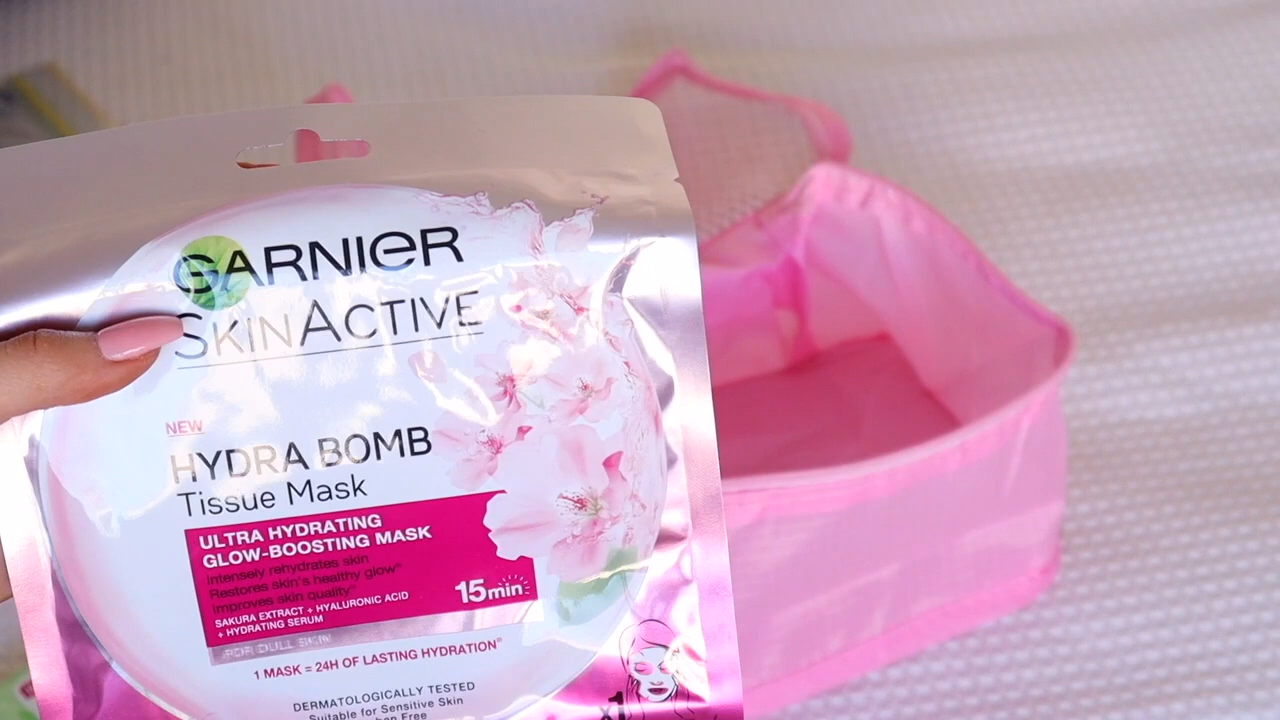 GARNIER
SKINACTIVE
NEW
HYDRA BOMB
Tissue Mask
ULTRA HYDRATING
GLOW-BOOSTING MASK
Intensely rehydrates skin
Restores skin's healthy glow*
Improves skin quality*
15min
SAKURA EXTRACT + HYALURONIC ACID
+ HYDRATING SERUM
FOR DULL SKIN
1 MASK = 24H OF LASTING HYDRATION*
DERMATOLOGICALLY TESTED
Suitable for Sensitive Skin
Free
x1